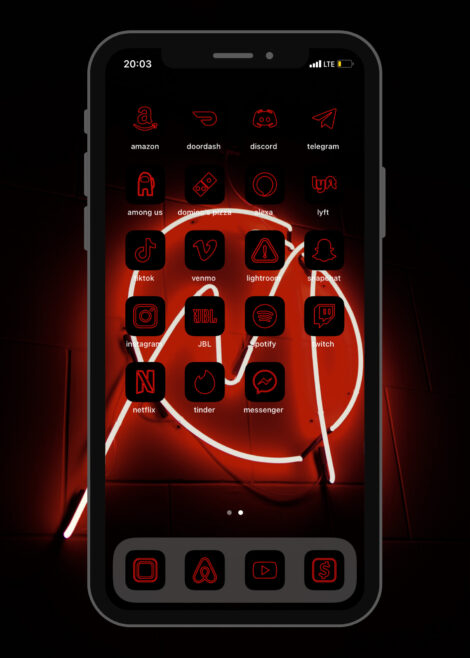 20:03 LTE
amazon doordash discord telegram
among us domino's pizza alexa lyft
tiktok venmo lightroom snapchat
instagram JBL spotify twitch
netflix tinder messenger